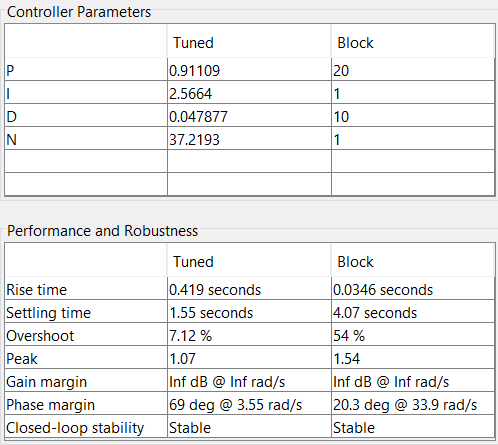 Controller Parameters
Tuned Block
P 0.91109 20
I 2.5664 1
D 0.047877 10
N 37.2193 1
Performance and Robustness
Tuned Block
Rise time 0.419 seconds 0.0346 seconds
Settling time 1.55 seconds 4.07 seconds
Overshoot 7.12 % 54 %
Peak 1.07 1.54
Gain margin Inf dB @ Inf rad/s Inf dB @ Inf rad/s
Phase margin 69 deg @ 3.55 rad/s 20.3 deg @ 33.9 rad/s
Closed-loop stability Stable Stable